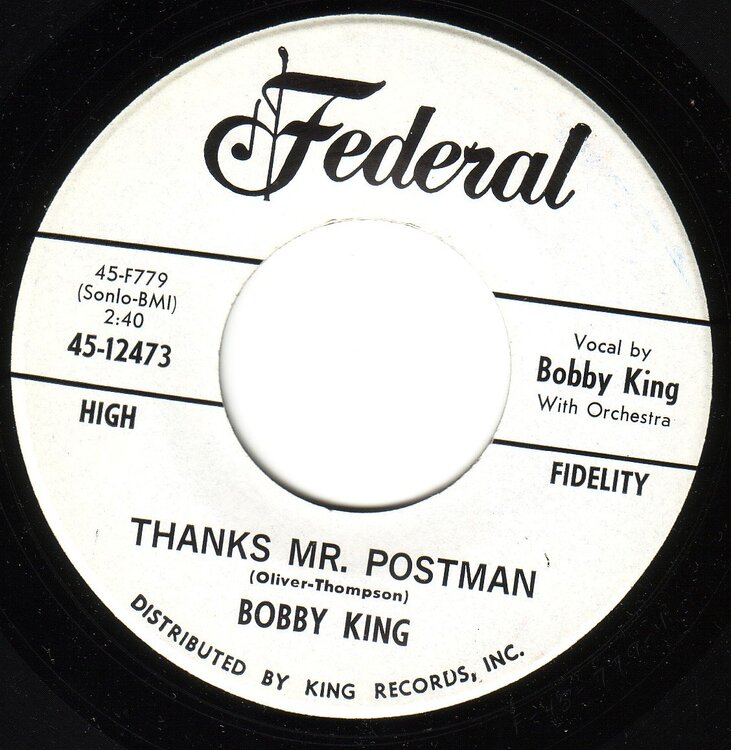 Federal
45-F779
(Sonlo-BMI)
2:40
45-12473
Vocal by
Bobby King
With Orchestra
HIGH
FIDELITY
THANKS MR. POSTMAN
(Oliver-Thompson)
BOBBY KING
DISTRIBUTED BY KING RECORDS, INC.